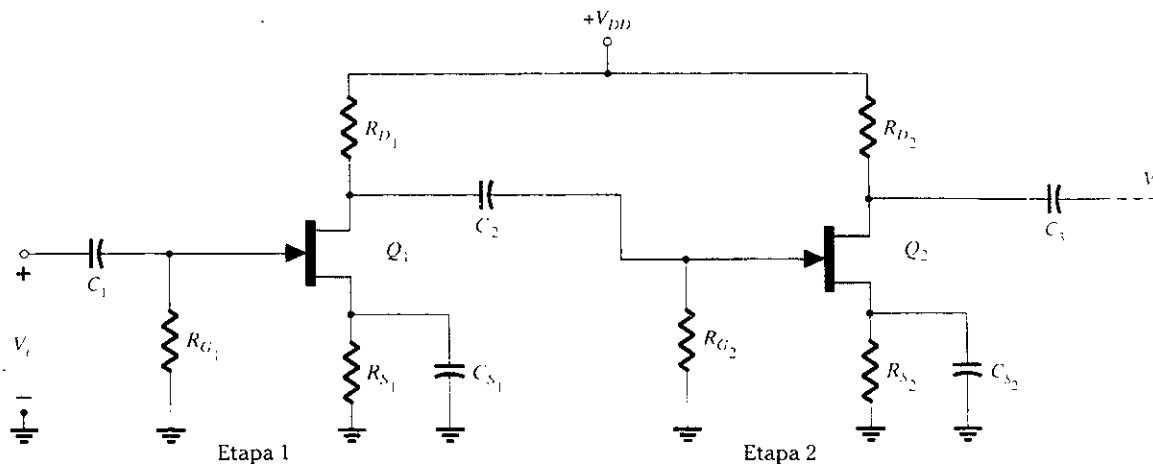 +V_DD
R_D1
R_D2
C_2
C_3
V
Q_1
Q_2
C_1
+
V_i
−
R_G1
R_G2
R_S1
C_S1
R_S2
C_S2
Etapa 1
Etapa 2